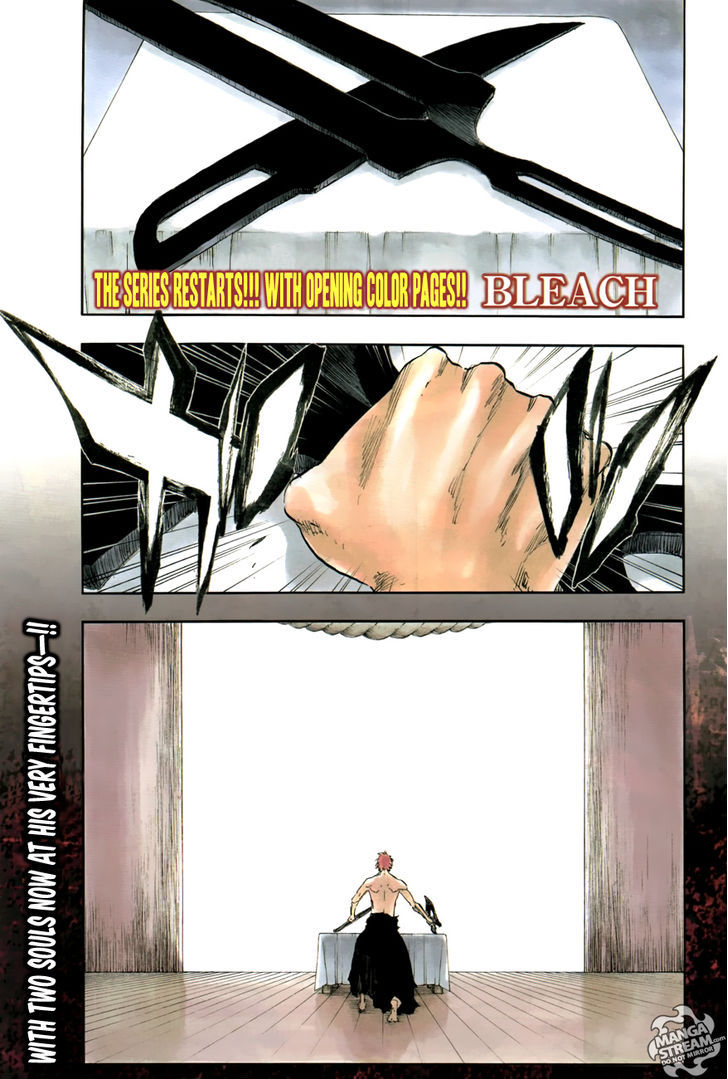 THE SERIES RESTARTS!!! WITH OPENING COLOR PAGES!! BLEACH
WITH TWO SOULS NOW AT HIS VERY FINGERTIPS—!!
MANGA
STREAM.com
DO NOT MIRROR